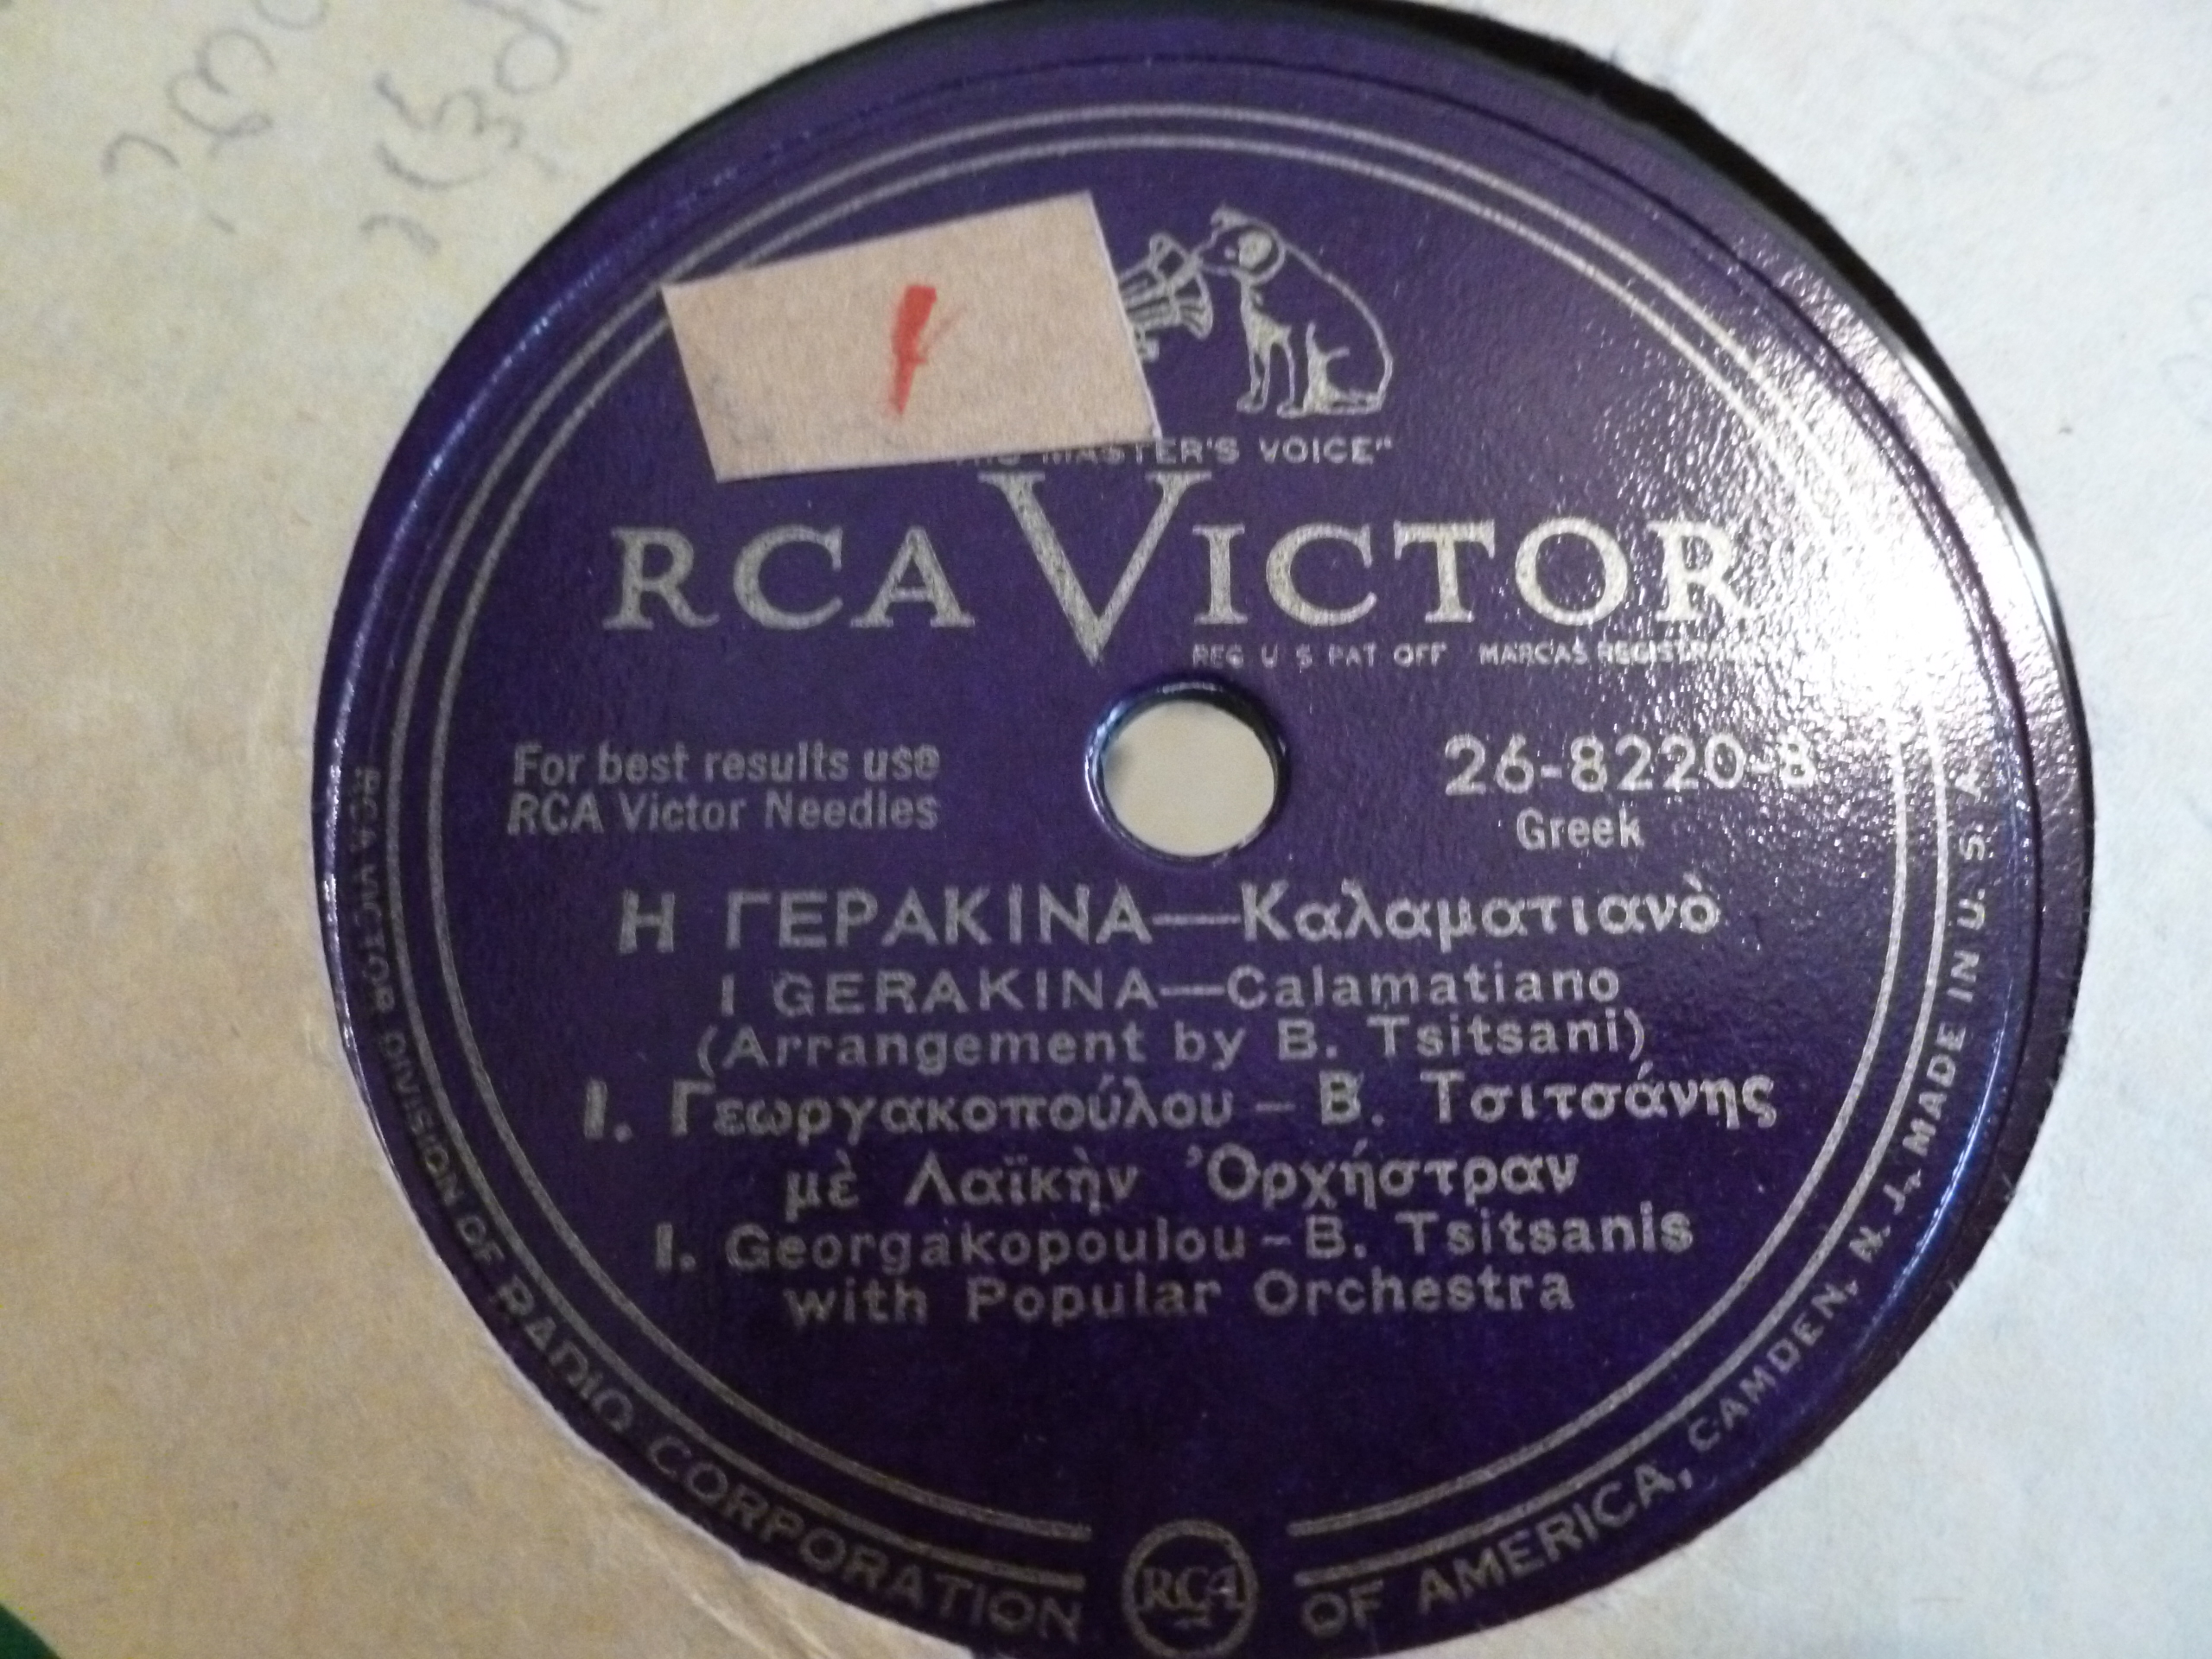 MASTER'S VOICE"
RCA VICTOR
REG U S PAT OFF MARCAS
For best results use
RCA Victor Needles
26-8220-B
Greek
Η ΓΕΡΑΚΙΝΑ—Καλαματιανὸ
I GERAKINA—Calamatiano
(Arrangement by B. Tsitsani)
Ι. Γεωργακοπούλου – Β. Τσιτσάνης
μὲ Λαϊκὴν Ὀρχήστραν
I. Georgakopoulou – B. Tsitsanis
with Popular Orchestra
RCA VICTOR DIVISION OF RADIO CORPORATION OF AMERICA, CAMDEN, N. J., MADE IN U. S. A.
RCA